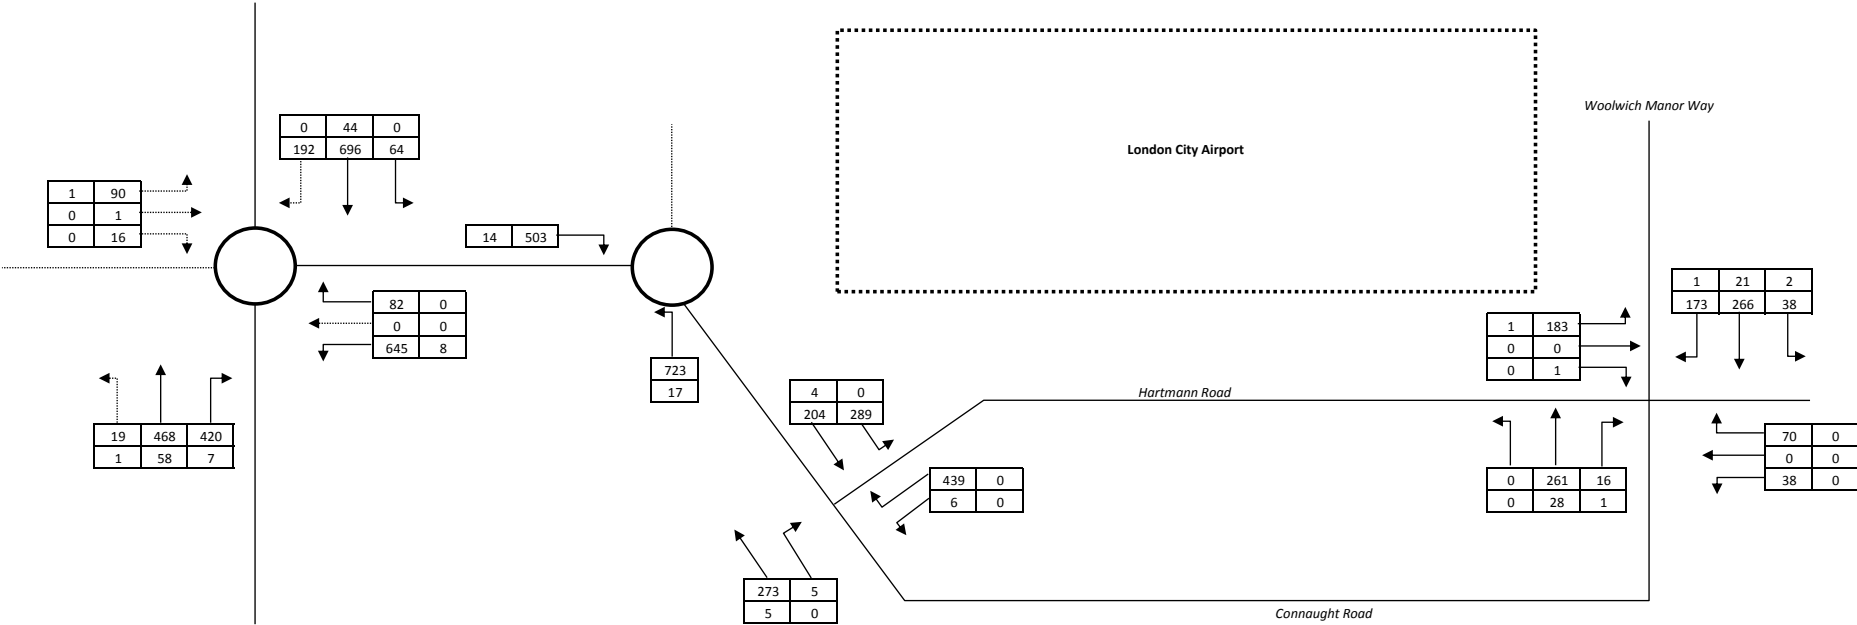 Woolwich Manor Way
0 44 0
192 696 64
London City Airport
1 90
0 1
0 16
14 503
82 0
0 0
645 8
1 21 2
173 266 38
1 183
0 0
0 1
723
17
4 0
204 289
Hartmann Road
19 468 420
1 58 7
70 0
0 0
38 0
439 0
6 0
0 261 16
0 28 1
273 5
5 0
Connaught Road